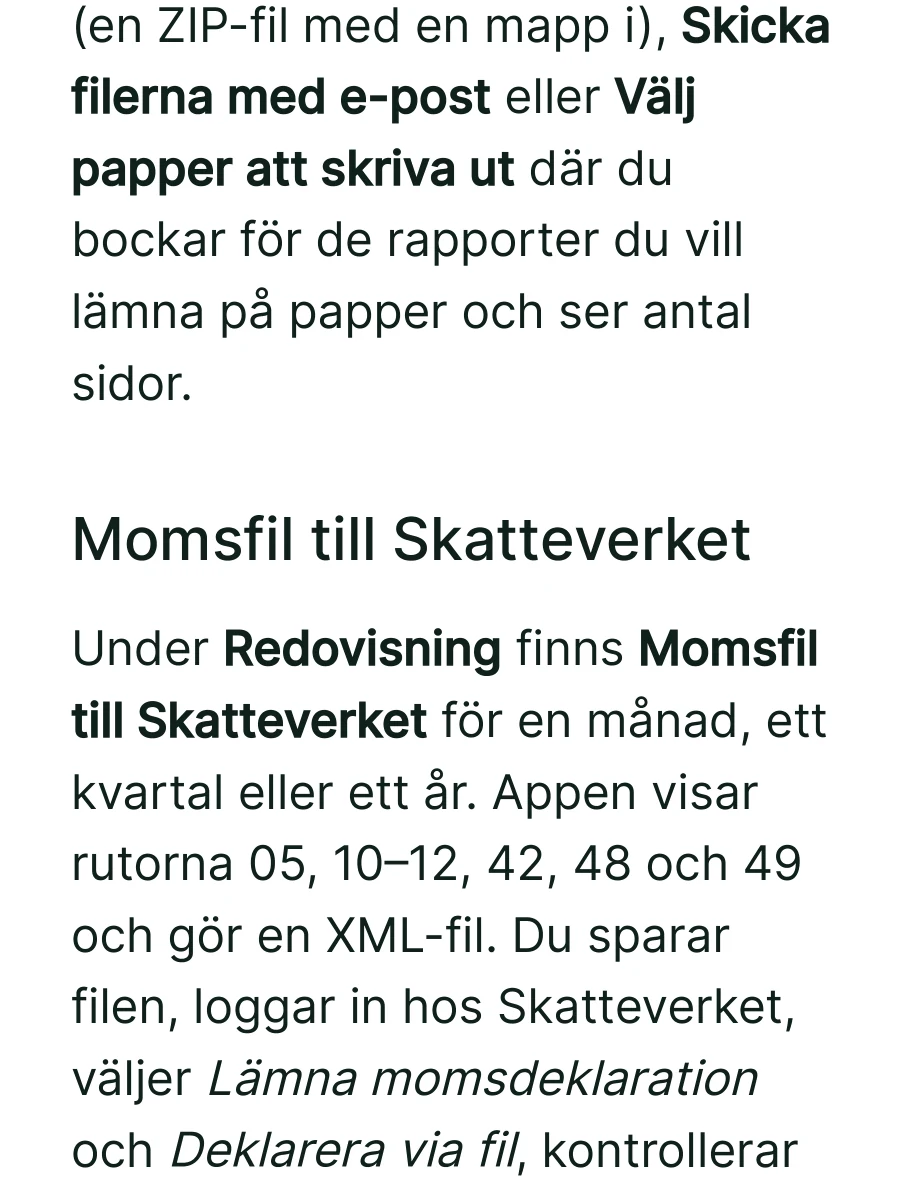 (en ZIP-fil med en mapp i), Skicka
filerna med e-post eller Välj
papper att skriva ut där du
bockar för de rapporter du vill
lämna på papper och ser antal
sidor.
Momsfil till Skatteverket
Under Redovisning finns Momsfil
till Skatteverket för en månad, ett
kvartal eller ett år. Appen visar
rutorna 05, 10–12, 42, 48 och 49
och gör en XML-fil. Du sparar
filen, loggar in hos Skatteverket,
väljer Lämna momsdeklaration
och Deklarera via fil, kontrollerar